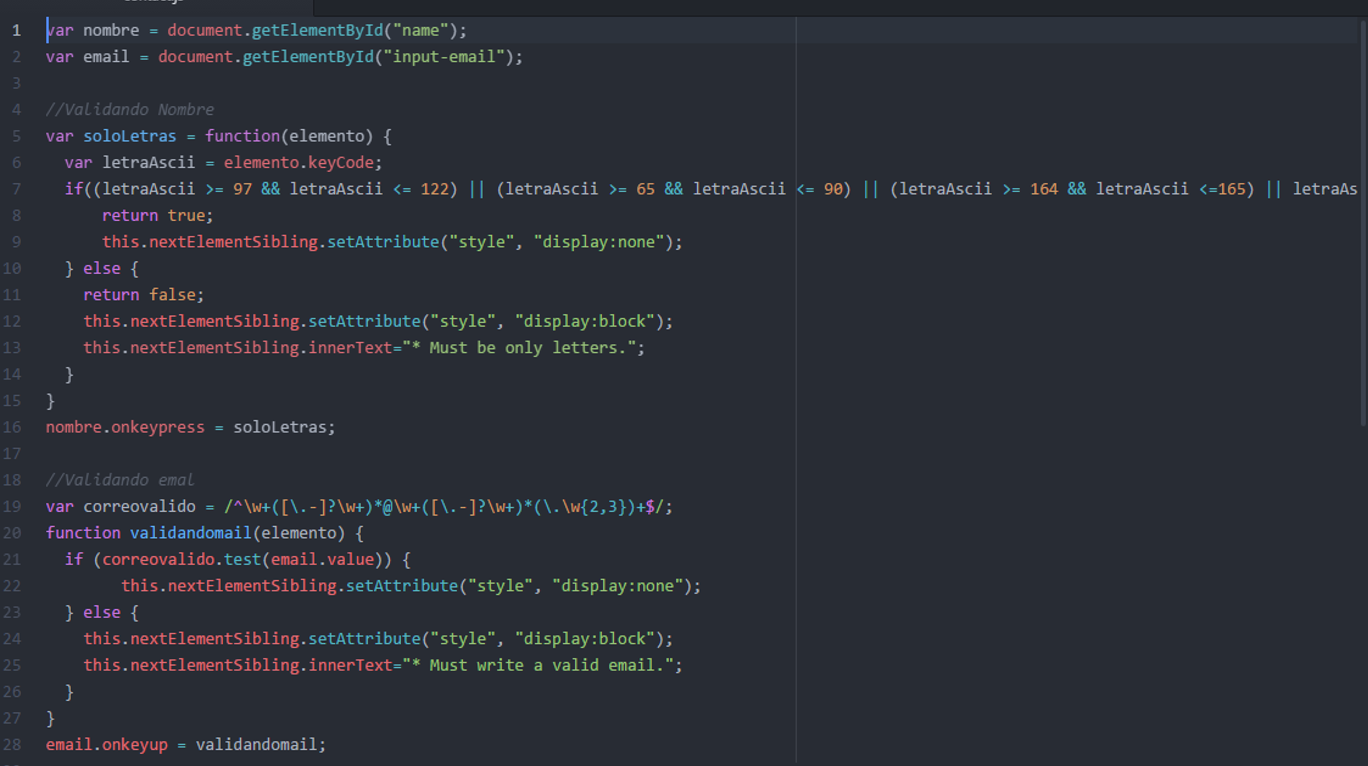 1 var nombre = document.getElementById("name");
2 var email = document.getElementById("input-email");
3
4 //Validando Nombre
5 var soloLetras = function(elemento) {
6 var letraAscii = elemento.keyCode;
7 if((letraAscii >= 97 && letraAscii <= 122) || (letraAscii >= 65 && letraAscii <= 90) || (letraAscii >= 164 && letraAscii <=165) || letraAs
8 return true;
9 this.nextElementSibling.setAttribute("style", "display:none");
10 } else {
11 return false;
12 this.nextElementSibling.setAttribute("style", "display:block");
13 this.nextElementSibling.innerText="* Must be only letters.";
14 }
15 }
16 nombre.onkeypress = soloLetras;
17
18 //Validando emal
19 var correovalido = /^\w+([\.-]?\w+)*@\w+([\.-]?\w+)*(\.\w{2,3})+$/;
20 function validandomail(elemento) {
21 if (correovalido.test(email.value)) {
22 this.nextElementSibling.setAttribute("style", "display:none");
23 } else {
24 this.nextElementSibling.setAttribute("style", "display:block");
25 this.nextElementSibling.innerText="* Must write a valid email.";
26 }
27 }
28 email.onkeyup = validandomail;